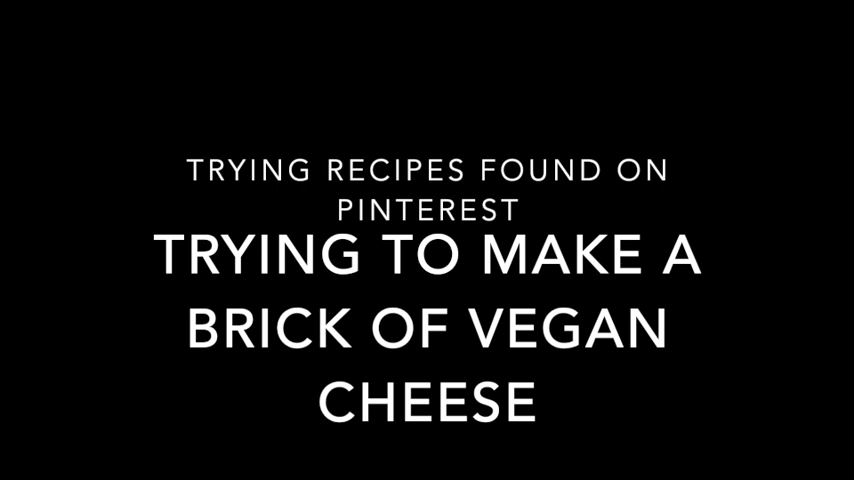 TRYING RECIPES FOUND ON
PINTEREST
TRYING TO MAKE A
BRICK OF VEGAN
CHEESE